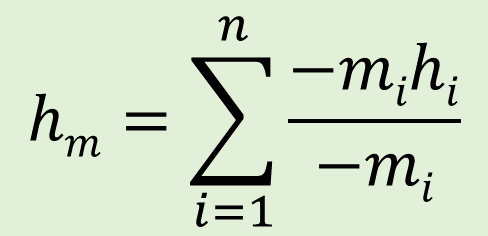 h_m = \sum_{i=1}^{n} \frac{-m_i h_i}{-m_i}